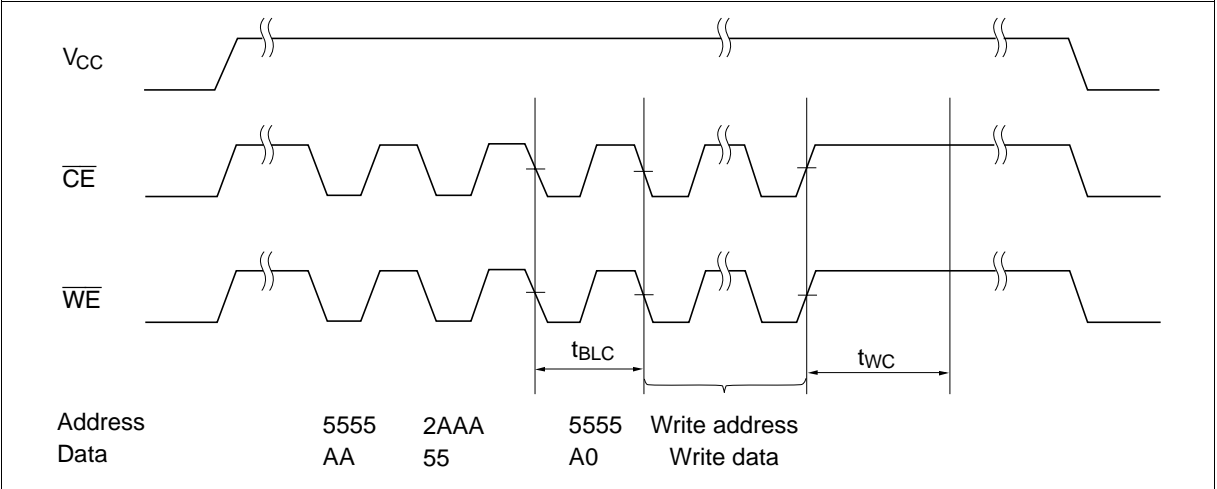 VCC
CE
WE
tBLC
tWC
Address 5555 2AAA 5555 Write address
Data AA 55 A0 Write data